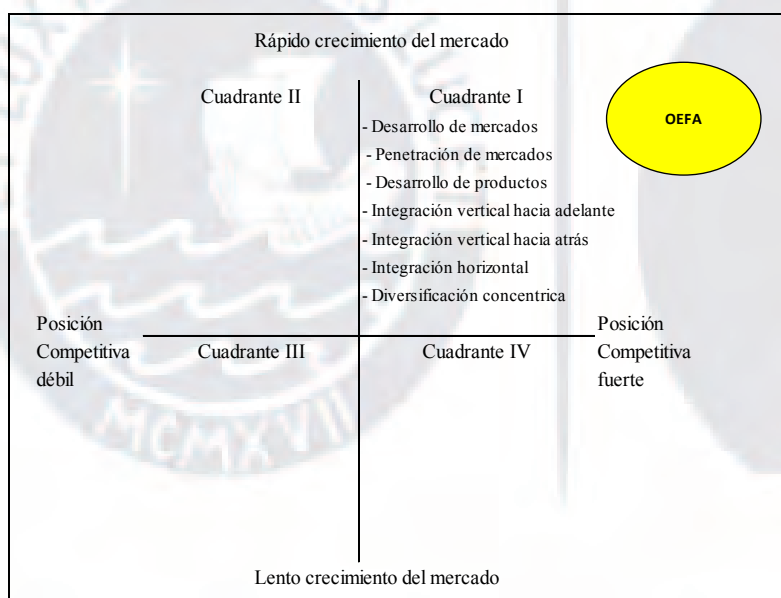 Rápido crecimiento del mercado
Cuadrante II
Cuadrante I
- Desarrollo de mercados
- Penetración de mercados
- Desarrollo de productos
- Integración vertical hacia adelante
- Integración vertical hacia atrás
- Integración horizontal
- Diversificación concentrica
OEFA
Posición
Competitiva
débil
Posición
Competitiva
fuerte
Cuadrante III
Cuadrante IV
MCMXVII
Lento crecimiento del mercado